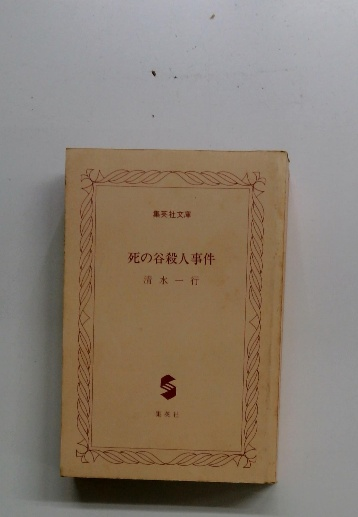 集英社文庫
死の谷殺人事件
清水一行
集英社